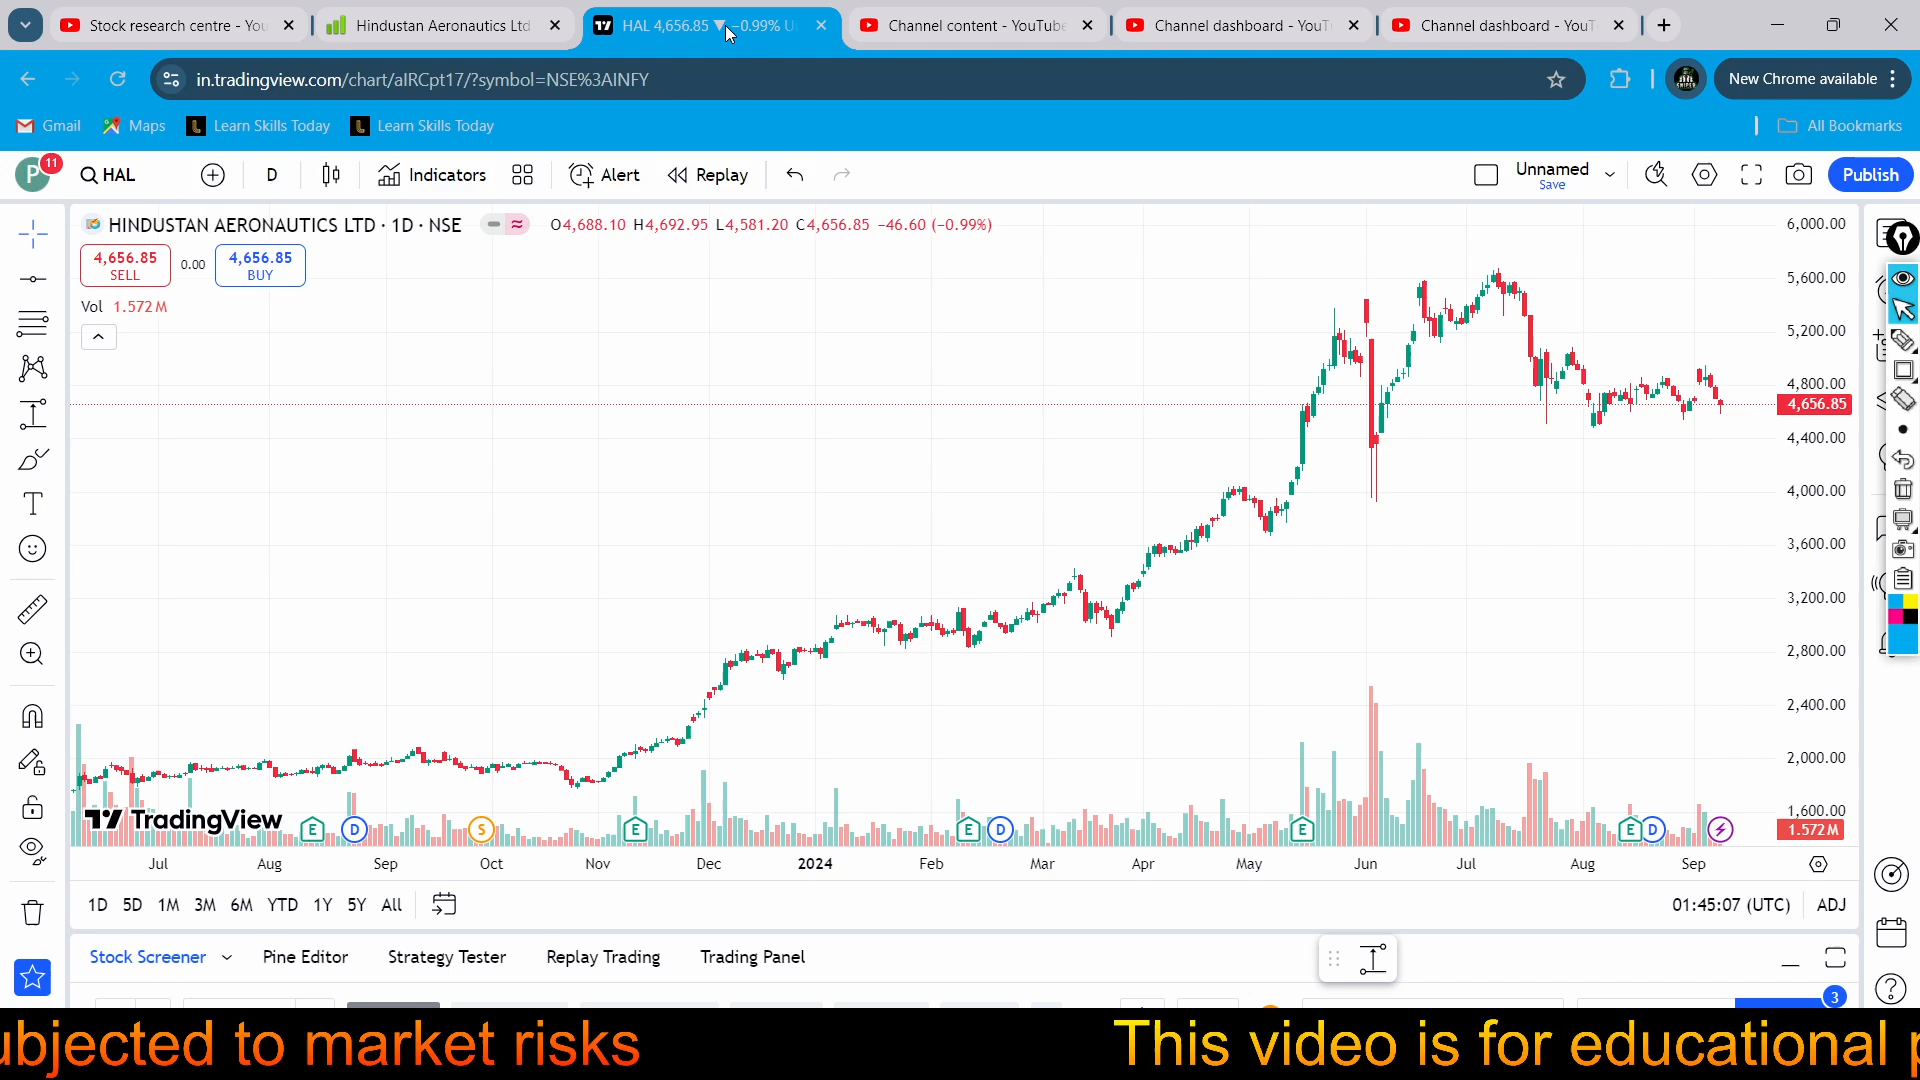 Stock research centre - You
Hindustan Aeronautics Ltd
HAL 4,656.85 ▼ −0.99% U
Channel content - YouTube
Channel dashboard - YouT
Channel dashboard - YouT
in.tradingview.com/chart/aIRCpt17/?symbol=NSE%3AINFY
New Chrome available
Gmail
Maps
Learn Skills Today
Learn Skills Today
All Bookmarks
P
11
HAL
D
Indicators
Alert
Replay
Unnamed
Save
Publish
HINDUSTAN AERONAUTICS LTD · 1D · NSE
O4,688.10 H4,692.95 L4,581.20 C4,656.85 −46.60 (−0.99%)
4,656.85
SELL
0.00
4,656.85
BUY
Vol 1.572 M
6,000.00
5,600.00
5,200.00
4,800.00
4,656.85
4,400.00
4,000.00
3,600.00
3,200.00
2,800.00
2,400.00
2,000.00
1,600.00
1.572 M
TradingView
E
D
S
E
E
D
E
E
D
Jul
Aug
Sep
Oct
Nov
Dec
2024
Feb
Mar
Apr
May
Jun
Jul
Aug
Sep
1D 5D 1M 3M 6M YTD 1Y 5Y All
01:45:07 (UTC)
ADJ
Stock Screener
Pine Editor
Strategy Tester
Replay Trading
Trading Panel
3
ubjected to market risks
This video is for educational p